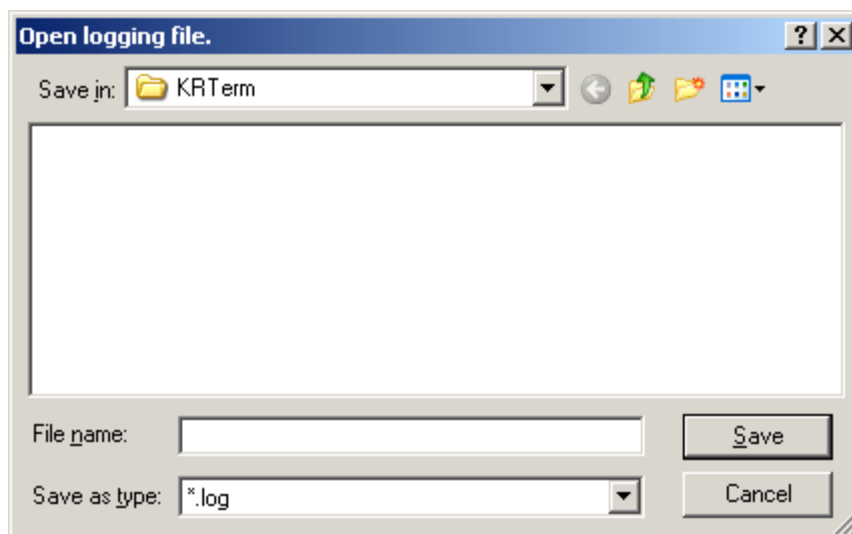 Open logging file.
Save in: KRTerm
File name:
Save
Save as type: *.log
Cancel